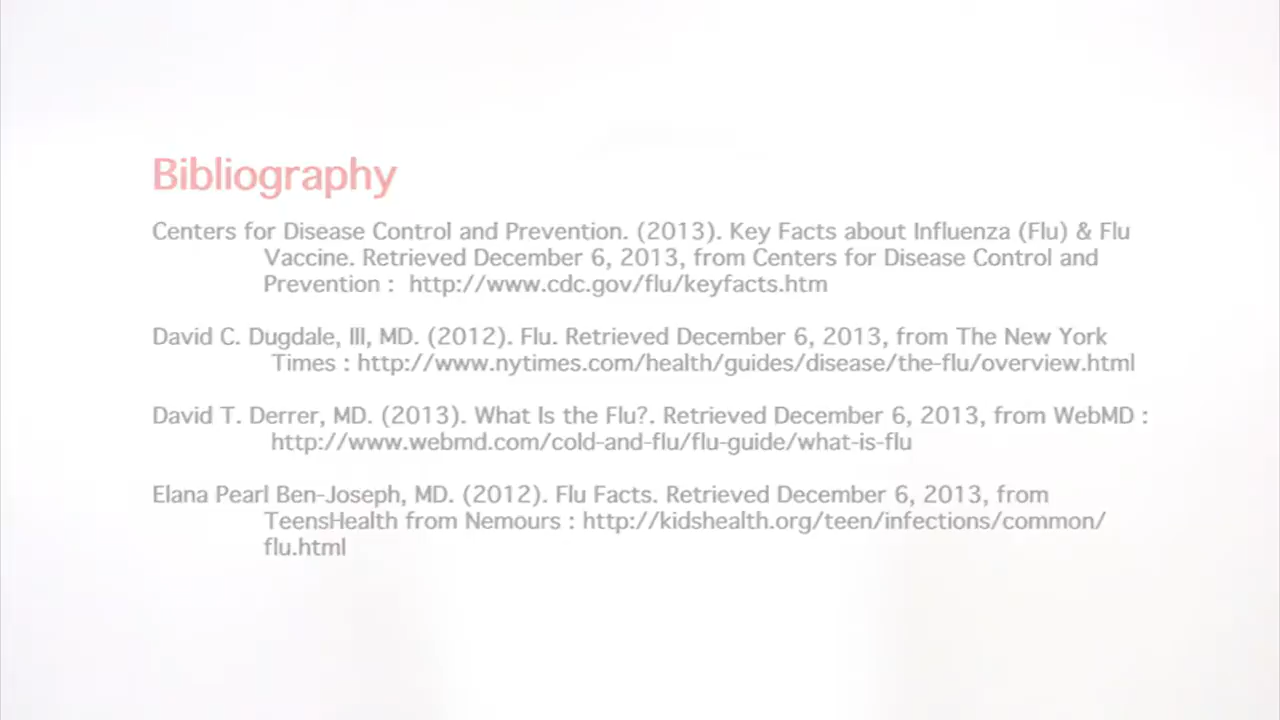 Bibliography
Centers for Disease Control and Prevention. (2013). Key Facts about Influenza (Flu) & Flu
Vaccine. Retrieved December 6, 2013, from Centers for Disease Control and
Prevention :  http://www.cdc.gov/flu/keyfacts.htm
David C. Dugdale, III, MD. (2012). Flu. Retrieved December 6, 2013, from The New York
Times : http://www.nytimes.com/health/guides/disease/the-flu/overview.html
David T. Derrer, MD. (2013). What Is the Flu?. Retrieved December 6, 2013, from WebMD :
http://www.webmd.com/cold-and-flu/flu-guide/what-is-flu
Elana Pearl Ben-Joseph, MD. (2012). Flu Facts. Retrieved December 6, 2013, from
TeensHealth from Nemours : http://kidshealth.org/teen/infections/common/
flu.html